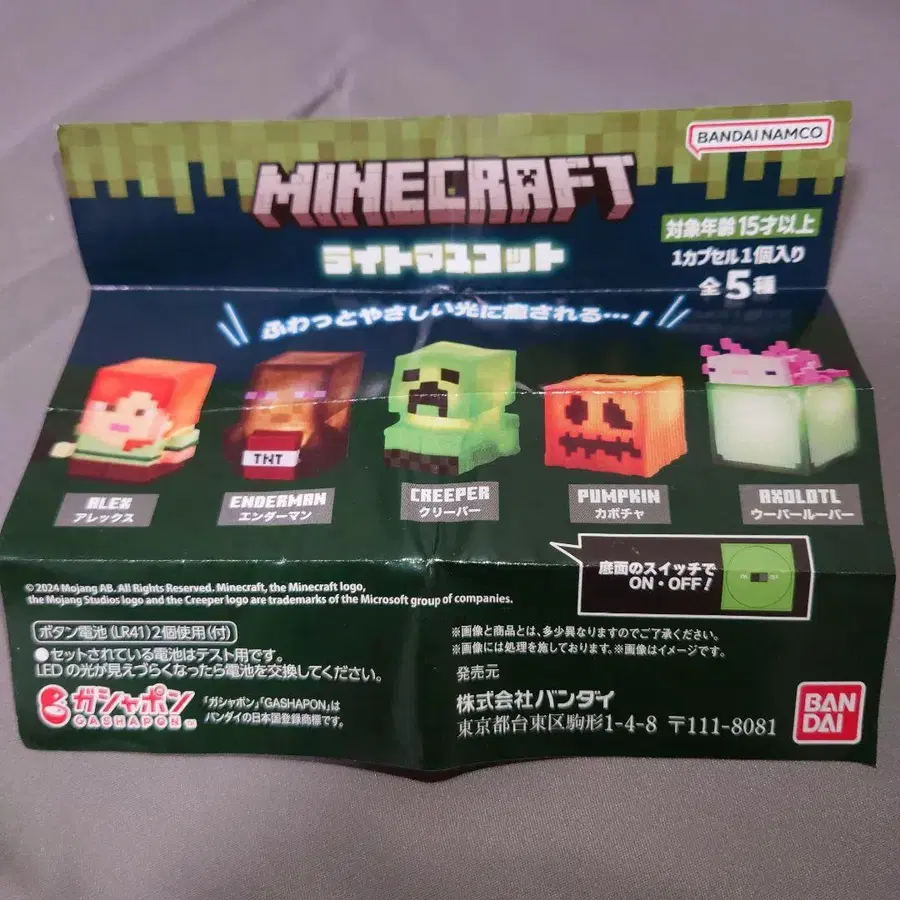 BANDAI NAMCO
MINECRAFT
ライトマスコット
対象年齢15才以上
1カプセル1個入り
全5種
ふわっとやさしい光に癒される…！
TNT
ALEX
アレックス
ENDERMAN
エンダーマン
CREEPER
クリーパー
PUMPKIN
カボチャ
AXOLOTL
ウーパールーパー
底面のスイッチで
ON・OFF！
© 2024 Mojang AB. All Rights Reserved. Minecraft, the Minecraft logo,
the Mojang Studios logo and the Creeper logo are trademarks of the Microsoft group of companies.
ボタン電池（LR41）2個使用（付）
●セットされている電池はテスト用です。
LEDの光が見えづらくなったら電池を交換してください。
ガシャポン
GASHAPON™
「ガシャポン」「GASHAPON」は
バンダイの日本国登録商標です。
※画像と商品とは、多少異なりますのでご了承ください。
※画像には処理を施しております。※画像はイメージです。
発売元
株式会社バンダイ
東京都台東区駒形1-4-8 〒111-8081
BAN
DAI